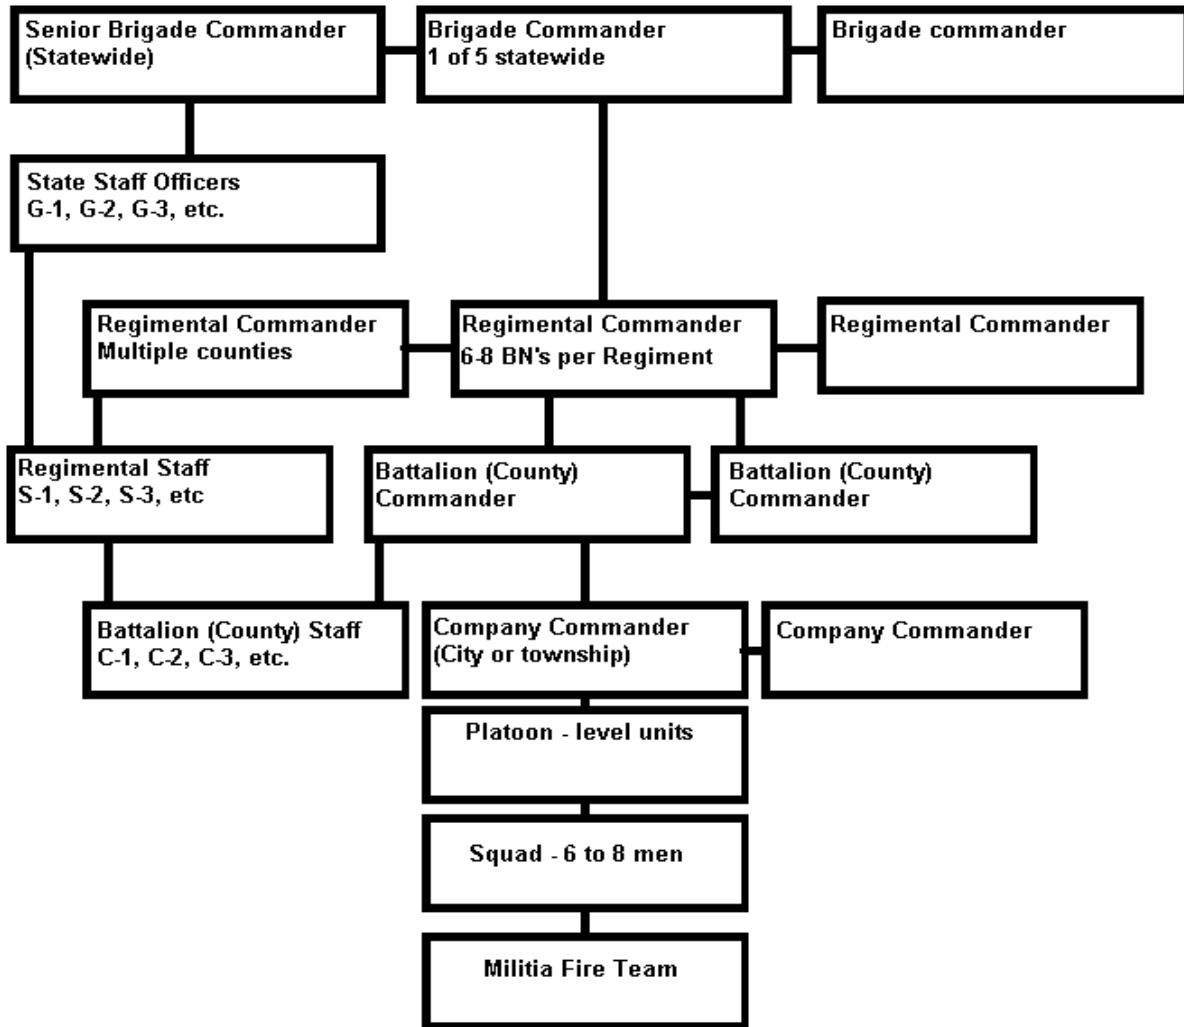 Senior Brigade Commander
(Statewide)
Brigade Commander
1 of 5 statewide
Brigade commander
State Staff Officers
G-1, G-2, G-3, etc.
Regimental Commander
Multiple counties
Regimental Commander
6-8 BN's per Regiment
Regimental Commander
Regimental Staff
S-1, S-2, S-3, etc
Battalion (County)
Commander
Battalion (County)
Commander
Battalion (County) Staff
C-1, C-2, C-3, etc.
Company Commander
(City or township)
Company Commander
Platoon - level units
Squad - 6 to 8 men
Militia Fire Team